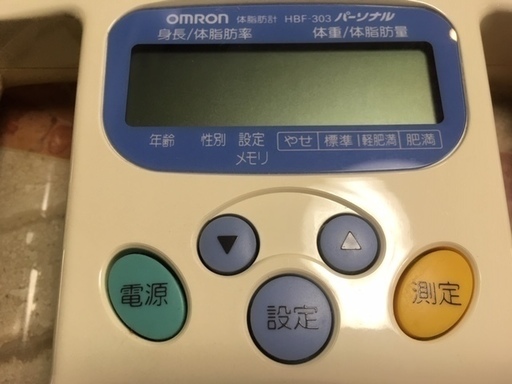 OMRON 体脂肪計 HBF-303 パーソナル
身長/体脂肪率 体重/体脂肪量
年齢 性別 設定 やせ 標準 軽肥満 肥満
メモリ
▼ △
電源 設定 測定